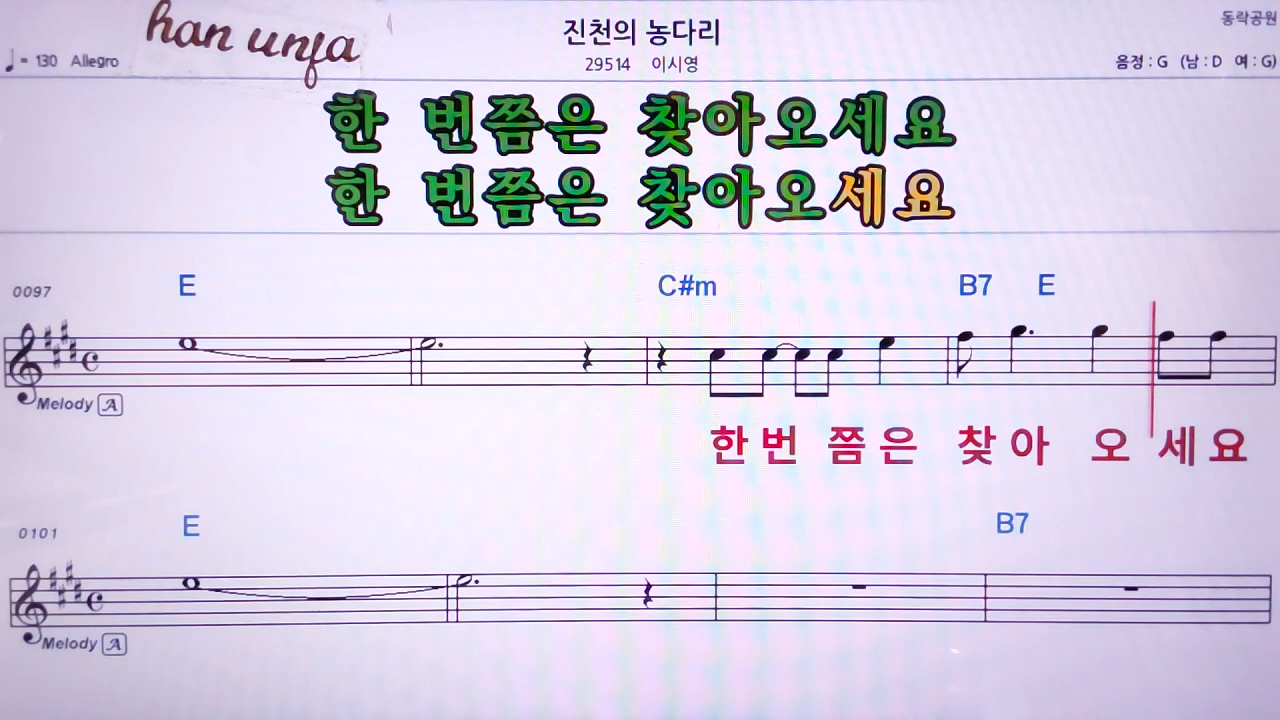 han unja
진천의 농다리
동락공원
♩= 130 Allegro
29514 이시영
음정 : G (남 : D 여 : G)
한 번쯤은 찾아오세요
한 번쯤은 찾아오세요
E C#m B7 E
0097
Melody A
한번 쯤은 찾아 오 세요
E B7
0101
Melody A